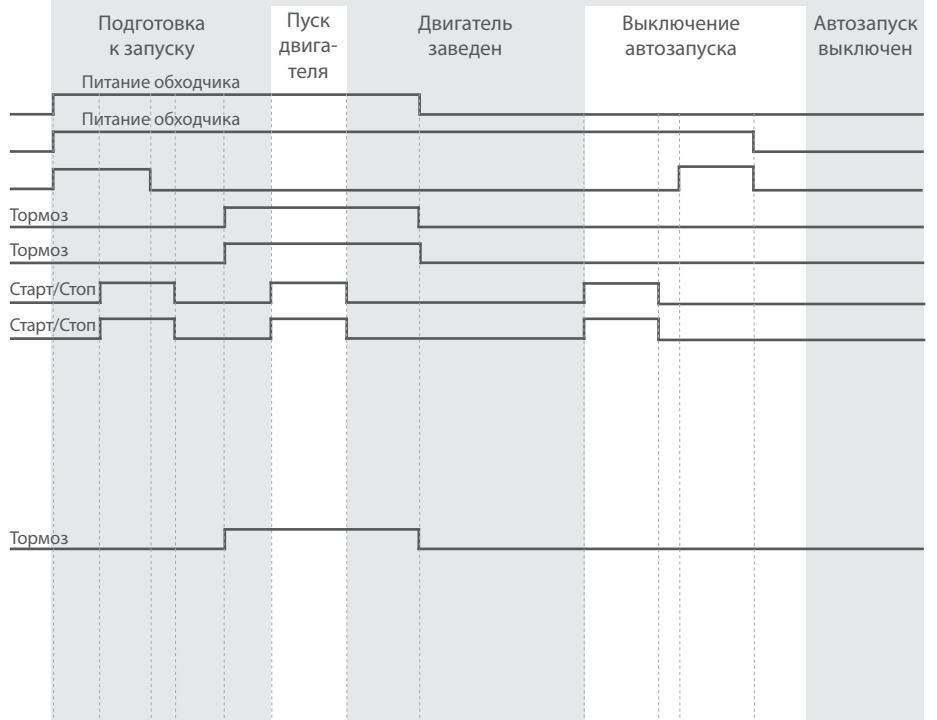 Подготовка
к запуску
Пуск
двига-
теля
Двигатель
заведен
Выключение
автозапуска
Автозапуск
выключен
Питание обходчика
Питание обходчика
Тормоз
Тормоз
Старт/Стоп
Старт/Стоп
Тормоз